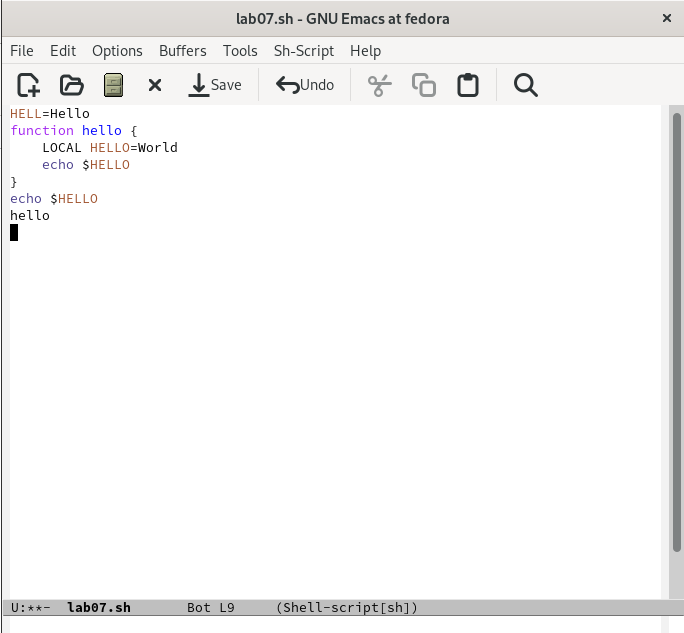 lab07.sh - GNU Emacs at fedora
File Edit Options Buffers Tools Sh-Script Help
Save Undo
HELL=Hello
function hello {
    LOCAL HELLO=World
    echo $HELLO
}
echo $HELLO
hello
U:**- lab07.sh Bot L9 (Shell-script[sh])